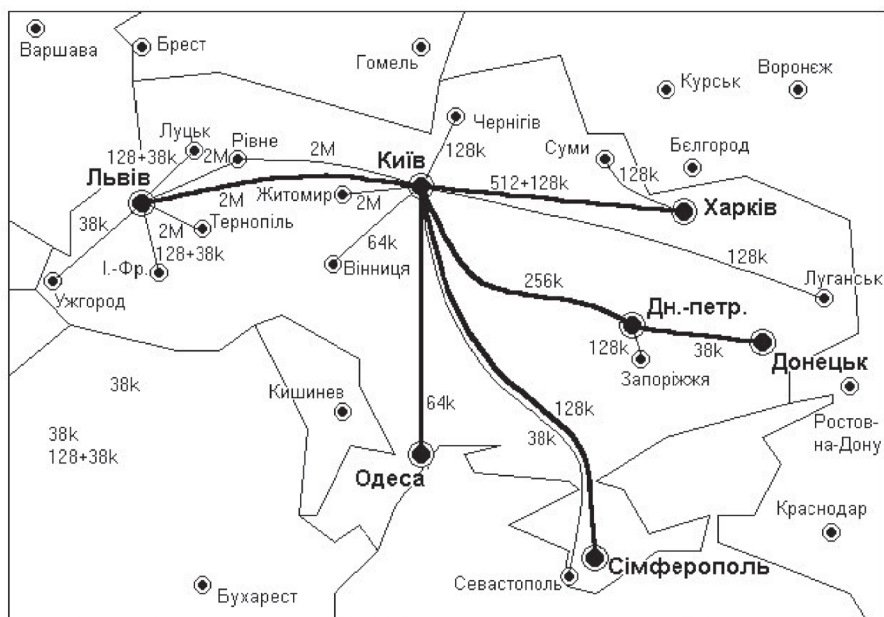 Варшава
Брест
Гомель
Курськ
Воронєж
Чернігів
128k
Луцьк
Рівне
128+38k
2M
2M
Київ
Суми
128k
Бєлгород
Львів
2M
Житомир
2M
512+128k
Харків
38k
2M
Тернопіль
128+38k
І.-Фр.
64k
Вінниця
128k
Луганськ
Ужгород
256k
Дн.-петр.
128k
38k
Запоріжжя
Донецьк
38k
Кишинев
64k
128k
38k
Ростов-
на-Дону
38k
128+38k
Одеса
Краснодар
Севастополь
Сімферополь
Бухарест